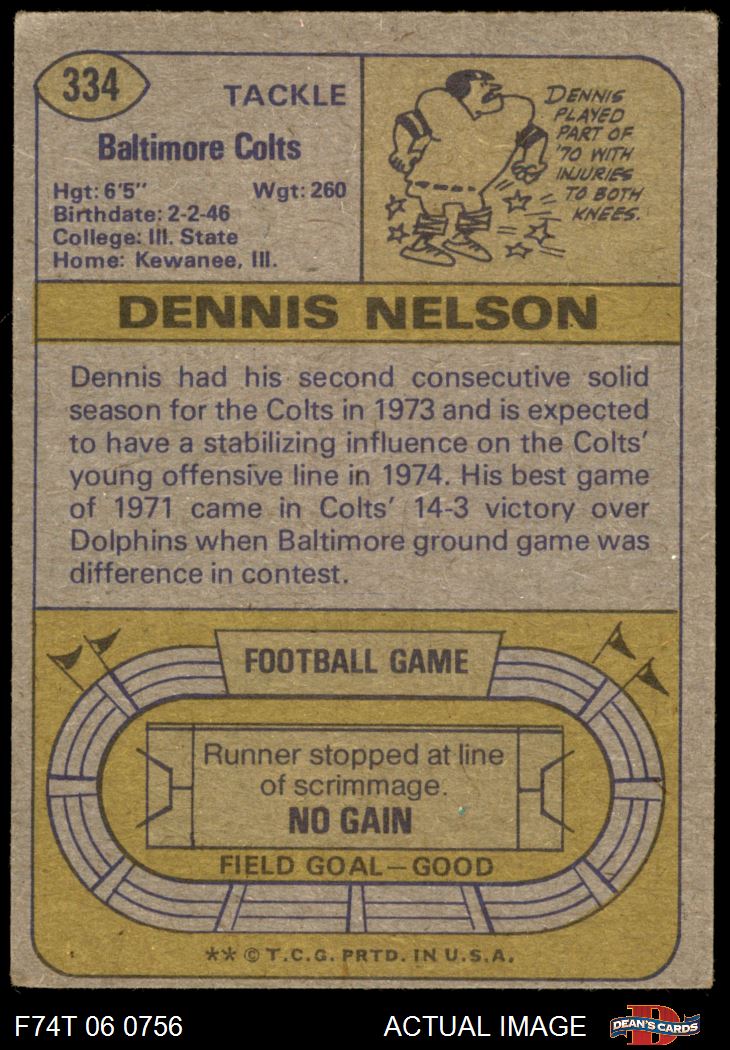 334
TACKLE
Baltimore Colts
Hgt: 6'5" Wgt: 260
Birthdate: 2-2-46
College: Ill. State
Home: Kewanee, Ill.
DENNIS
PLAYED
PART OF
'70 WITH
INJURIES
TO BOTH
KNEES.
DENNIS NELSON
Dennis had his second consecutive solid
season for the Colts in 1973 and is expected
to have a stabilizing influence on the Colts'
young offensive line in 1974. His best game
of 1971 came in Colts' 14-3 victory over
Dolphins when Baltimore ground game was
difference in contest.
FOOTBALL GAME
Runner stopped at line
of scrimmage.
NO GAIN
FIELD GOAL—GOOD
** © T.C.G. PRTD. IN U.S.A.
F74T 06 0756 ACTUAL IMAGE
D
DEAN'S CARDS